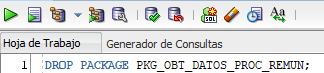 Hoja de Trabajo Generador de Consultas
1 DROP PACKAGE PKG_OBT_DATOS_PROC_REMUN;